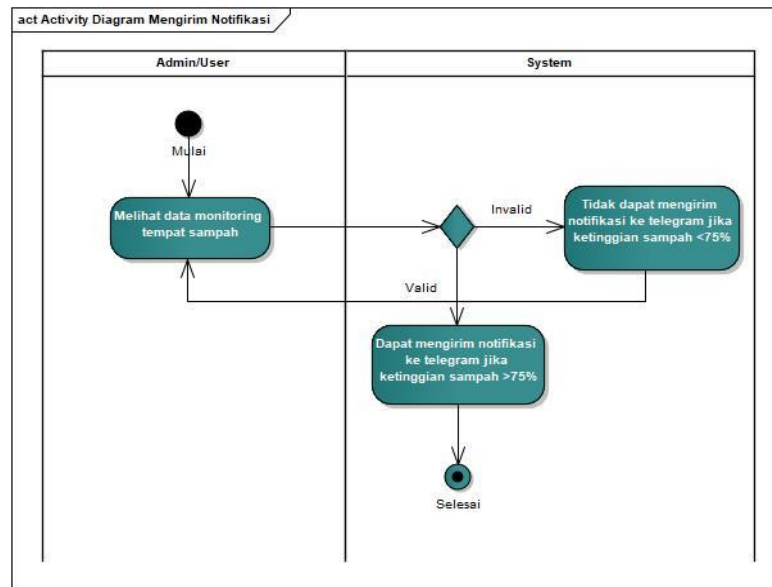 act Activity Diagram Mengirim Notifikasi
Admin/User
System
Mulai
Melihat data monitoring
tempat sampah
Invalid
Tidak dapat mengirim
notifikasi ke telegram jika
ketinggian sampah <75%
Valid
Dapat mengirim notifikasi
ke telegram jika
ketinggian sampah >75%
Selesai